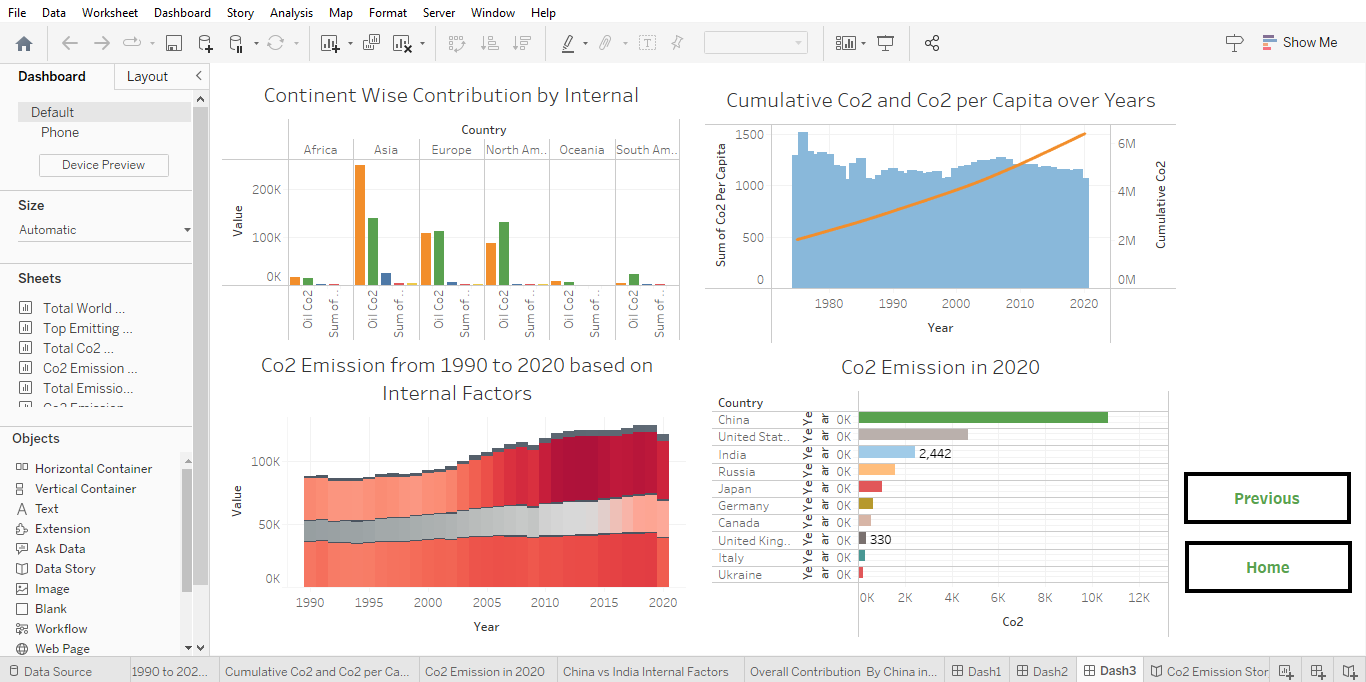 File Data Worksheet Dashboard Story Analysis Map Format Server Window Help
Show Me
Dashboard Layout
Default
Phone
Device Preview
Size
Automatic
Sheets
Total World ...
Top Emitting ...
Total Co2 ...
Co2 Emission ...
Total Emissio...
Co2 Emission
Objects
Horizontal Container
Vertical Container
Text
Extension
Ask Data
Data Story
Image
Blank
Workflow
Web Page
Continent Wise Contribution by Internal
Country
Africa Asia Europe North Am.. Oceania South Am..
Value
200K
100K
0K
Oil Co2 Sum of .. Oil Co2 Sum of .. Oil Co2 Sum of .. Oil Co2 Sum of .. Oil Co2 Sum of .. Oil Co2 Sum of ..
Cumulative Co2 and Co2 per Capita over Years
Sum of Co2 Per Capita
1500
1000
500
0
6M
4M
2M
0M
Cumulative Co2
1980 1990 2000 2010 2020
Year
Co2 Emission from 1990 to 2020 based on
Internal Factors
Value
100K
50K
0K
1990 1995 2000 2005 2010 2015 2020
Year
Co2 Emission in 2020
Country
China Ye ar 0K
United Stat.. Ye ar 0K
India Ye ar 0K 2,442
Russia Ye ar 0K
Japan Ye ar 0K
Germany Ye ar 0K
Canada Ye ar 0K
United King.. Ye ar 0K 330
Italy Ye ar 0K
Ukraine Ye ar 0K
0K 2K 4K 6K 8K 10K 12K
Co2
Previous
Home
Data Source 1990 to 202... Cumulative Co2 and Co2 per Ca... Co2 Emission in 2020 China vs India Internal Factors Overall Contribution By China in... Dash1 Dash2 Dash3 Co2 Emission Stor